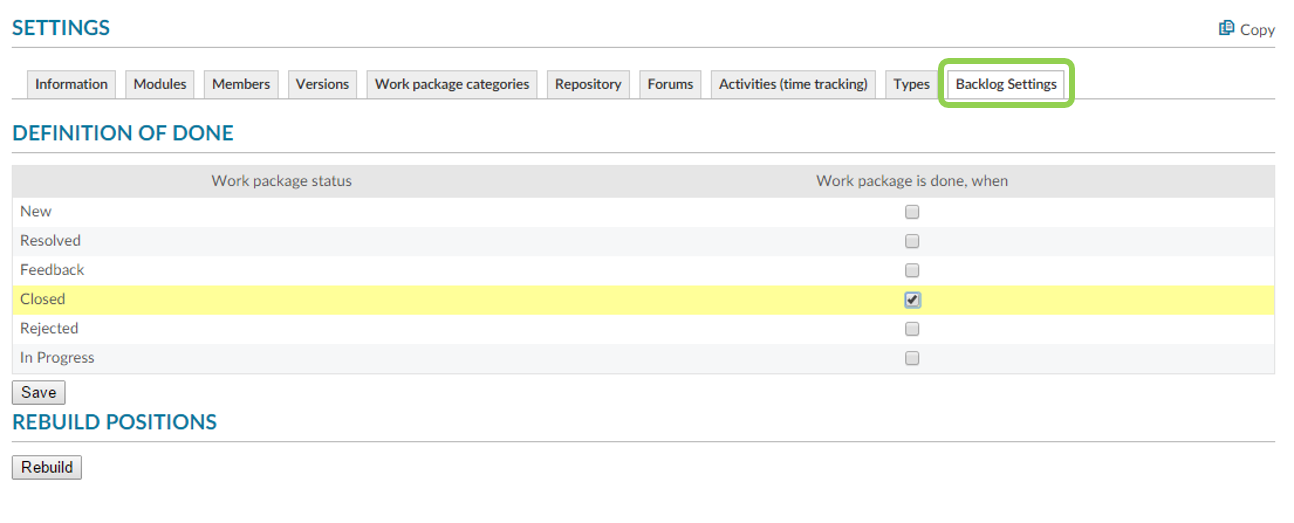 SETTINGS
Copy
Information Modules Members Versions Work package categories Repository Forums Activities (time tracking) Types Backlog Settings
DEFINITION OF DONE
Work package status Work package is done, when
New
Resolved
Feedback
Closed
Rejected
In Progress
Save
REBUILD POSITIONS
Rebuild